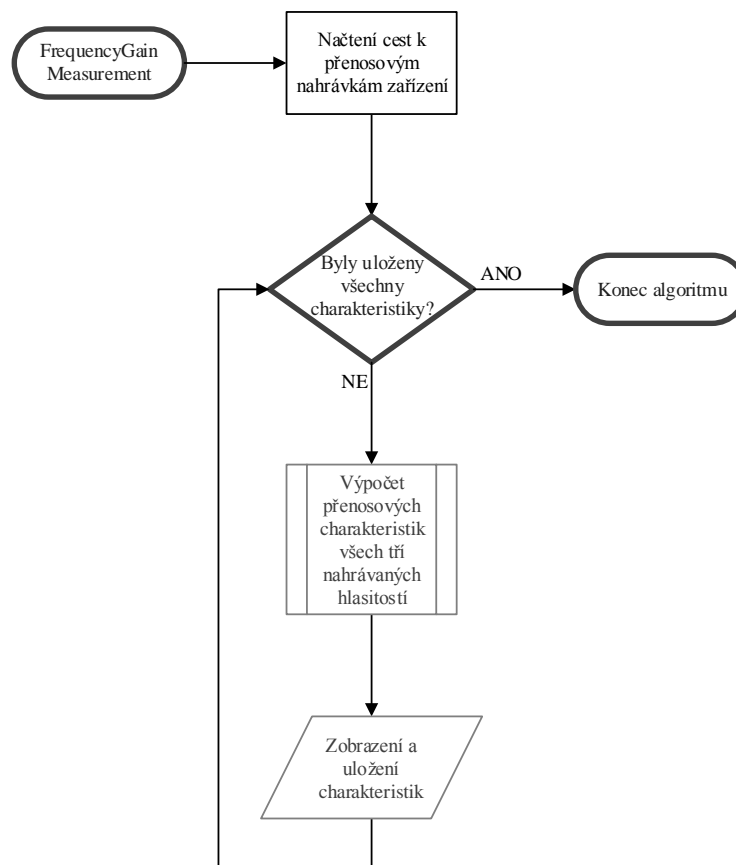 FrequencyGain
Measurement
Načtení cest k
přenosovým
nahrávkám zařízení
Byly uloženy
všechny
charakteristiky?
ANO
Konec algoritmu
NE
Výpočet
přenosových
charakteristik
všech tří
nahrávaných
hlasitostí
Zobrazení a
uložení
charakteristik